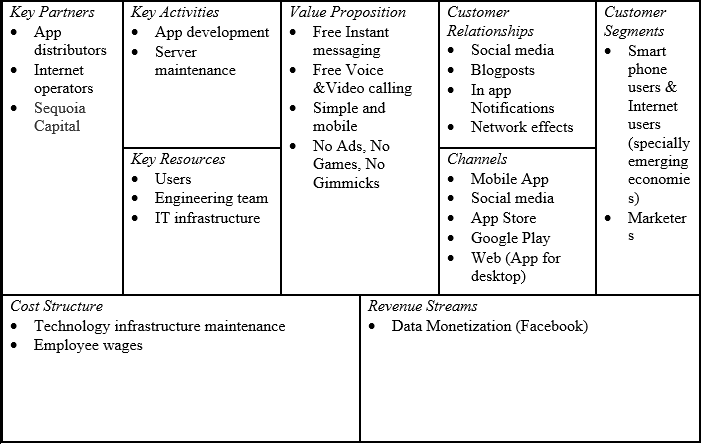 Key Partners
• App
distributors
• Internet
operators
• Sequoia
Capital
Key Activities
• App development
• Server
maintenance
Key Resources
• Users
• Engineering team
• IT infrastructure
Value Proposition
• Free Instant
messaging
• Free Voice
&Video calling
• Simple and
mobile
• No Ads, No
Games, No
Gimmicks
Customer
Relationships
• Social media
• Blogposts
• In app
Notifications
• Network effects
Channels
• Mobile App
• Social media
• App Store
• Google Play
• Web (App for
desktop)
Customer
Segments
• Smart
phone
users &
Internet
users
(specially
emerging
economie
s)
• Marketer
s
Cost Structure
• Technology infrastructure maintenance
• Employee wages
Revenue Streams
• Data Monetization (Facebook)